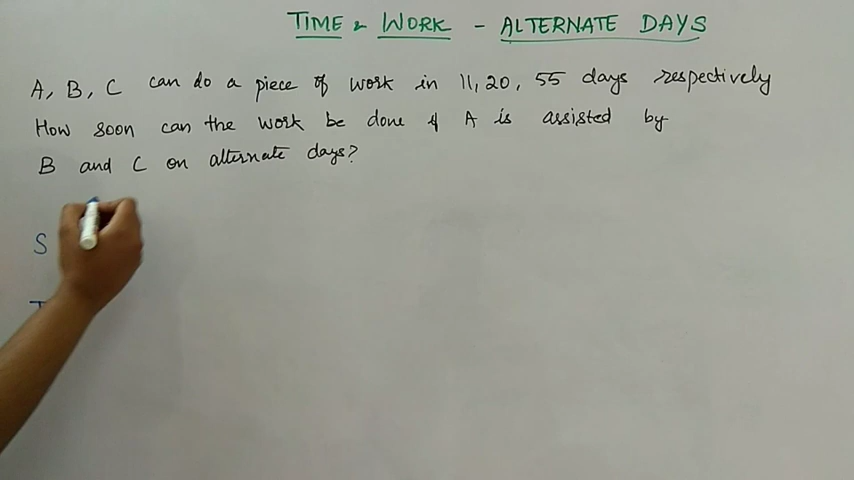 TIME & WORK - ALTERNATE DAYS
A, B, C can do a piece of work in 11, 20, 55 days respectively
How soon can the work be done if A is assisted by
B and C on alternate days?
S
T